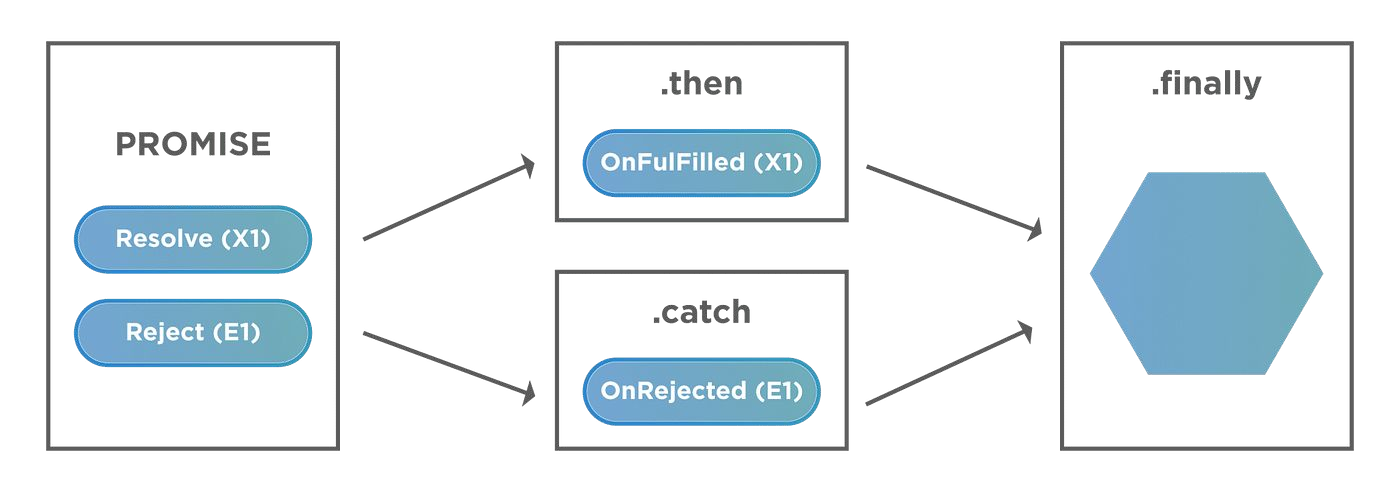 PROMISE
Resolve (X1)
Reject (E1)
.then
OnFulFilled (X1)
.catch
OnRejected (E1)
.finally